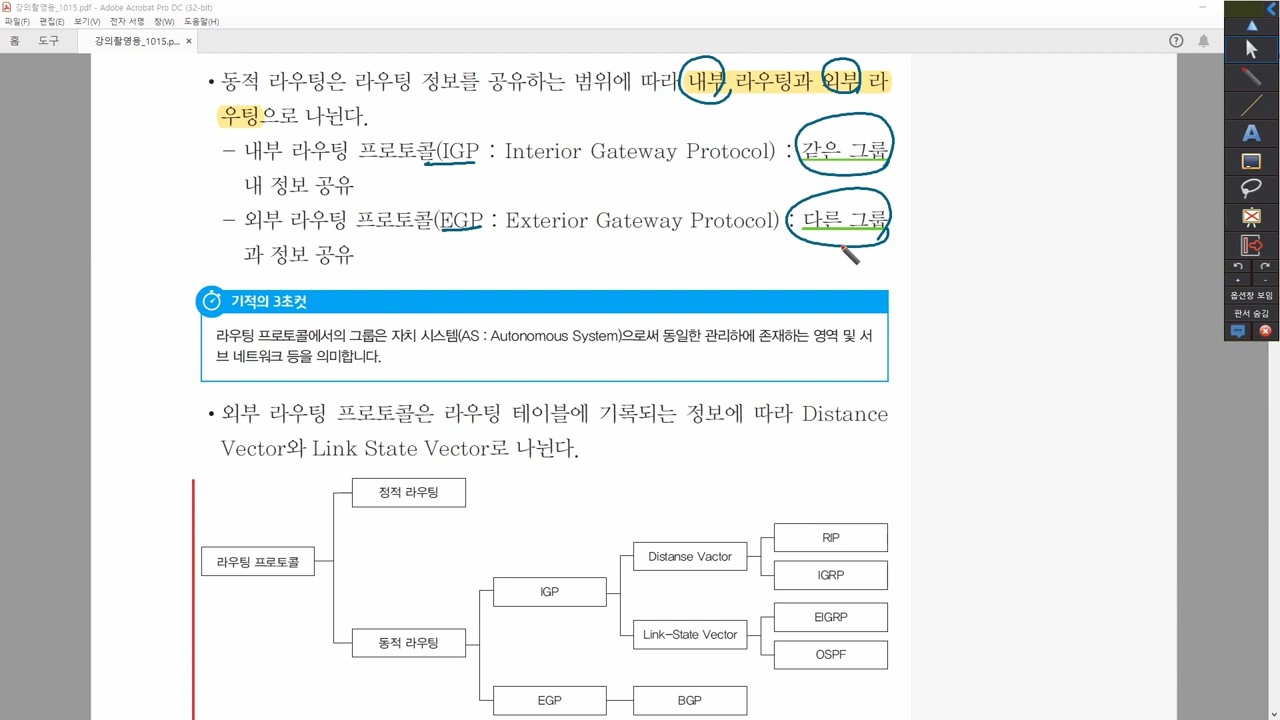 강의촬영용_1015.pdf - Adobe Acrobat Pro DC (32-bit)
파일(F) 편집(E) 보기(V) 전자 서명 창(W) 도움말(H)
홈 도구 강의촬영용_1015.p... ×
• 동적 라우팅은 라우팅 정보를 공유하는 범위에 따라 내부 라우팅과 외부 라
우팅으로 나뉜다.
– 내부 라우팅 프로토콜(IGP : Interior Gateway Protocol) : 같은 그룹
내 정보 공유
– 외부 라우팅 프로토콜(EGP : Exterior Gateway Protocol) : 다른 그룹
과 정보 공유
기적의 3초컷
라우팅 프로토콜에서의 그룹은 자치 시스템(AS : Autonomous System)으로써 동일한 관리하에 존재하는 영역 및 서
브 네트워크 등을 의미합니다.
• 외부 라우팅 프로토콜은 라우팅 테이블에 기록되는 정보에 따라 Distance
Vector와 Link State Vector로 나뉜다.
정적 라우팅
RIP
Distanse Vactor
라우팅 프로토콜
IGRP
IGP
EIGRP
Link-State Vector
동적 라우팅
OSPF
EGP
BGP
A
옵션창 보임
판서 숨김